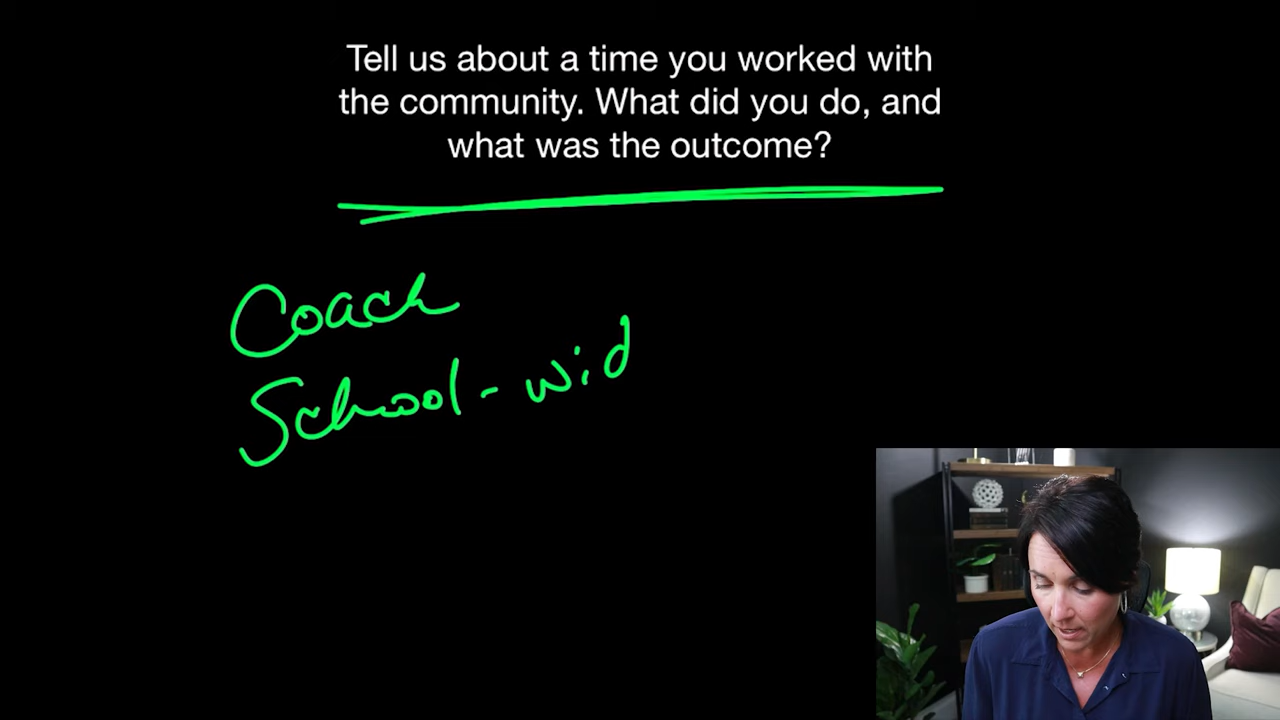 Tell us about a time you worked with
the community. What did you do, and
what was the outcome?
Coach
School-wid